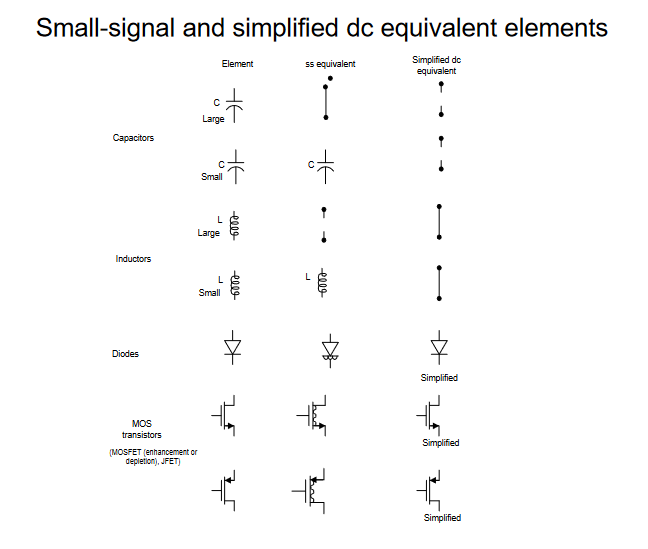 Small-signal and simplified dc equivalent elements
Element
ss equivalent
Simplified dc
equivalent
C
Large
Capacitors
C
Small
C
L
Large
Inductors
L
Small
L
Diodes
Simplified
MOS
transistors
(MOSFET (enhancement or
depletion), JFET)
Simplified
Simplified